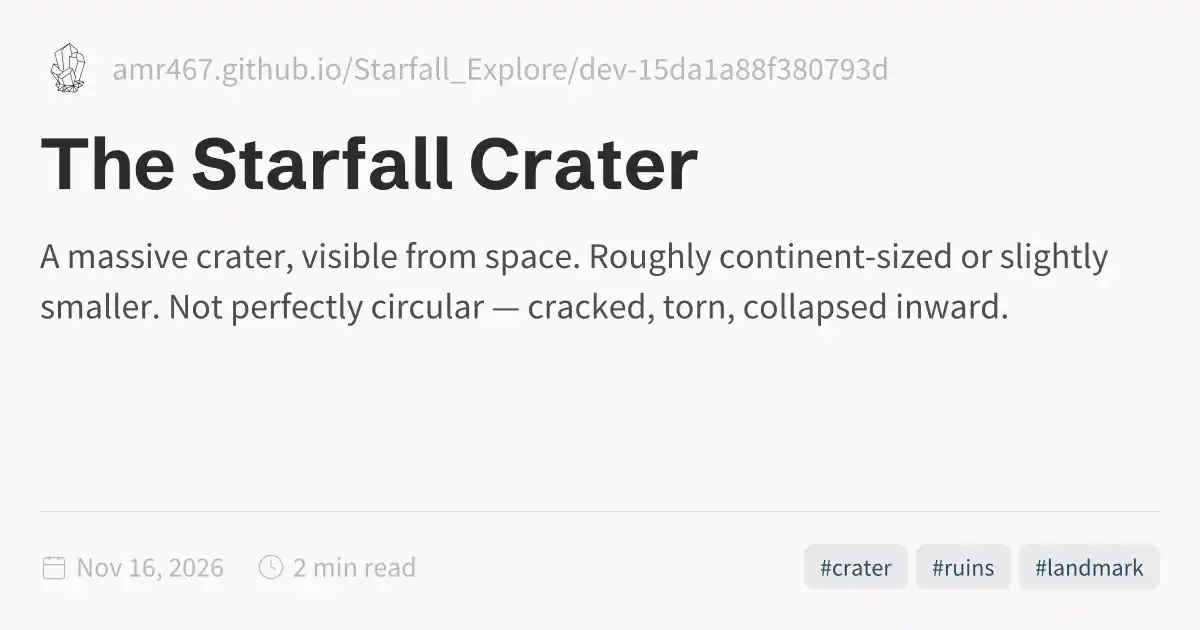 amr467.github.io/Starfall_Explore/dev-15da1a88f380793d
The Starfall Crater
A massive crater, visible from space. Roughly continent-sized or slightly
smaller. Not perfectly circular — cracked, torn, collapsed inward.
Nov 16, 2026 2 min read #crater #ruins #landmark